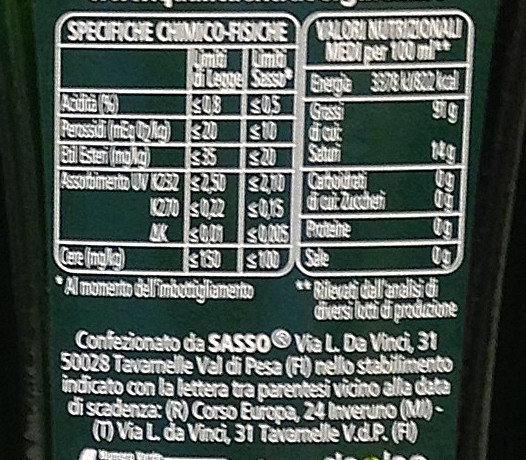 SPECIFICHE CHIMICO-FISICHE
Limiti di Legge Limiti Sasso*
Acidità (%) ≤0,8 ≤0,5
Perossidi (mEq O₂/kg) ≤20 ≤10
Etil Esteri (mg/kg) ≤35 ≤20
Assorbimento UV K232 ≤2,50 ≤2,10
K270 ≤0,22 ≤0,15
ΔK ≤0,01 ≤0,005
Cere (mg/kg) ≤150 ≤100
* Al momento dell'imbottigliamento
VALORI NUTRIZIONALI
MEDI per 100 ml**
Energia 3378 kJ/822 kcal
Grassi 91 g
di cui:
Saturi 14 g
Carboidrati 0 g
di cui: Zuccheri 0 g
Proteine 0 g
Sale 0 g
** Rilevati dall'analisi di
diversi lotti di produzione
Confezionato da SASSO® Via L. Da Vinci, 31
50028 Tavarnelle Val di Pesa (FI) nello stabilimento
indicato con la lettera tra parentesi vicino alla data
di scadenza: (R) Corso Europa, 24 Inveruno (MI) -
(T) Via L. da Vinci, 31 Tavarnelle V.d.P. (FI)